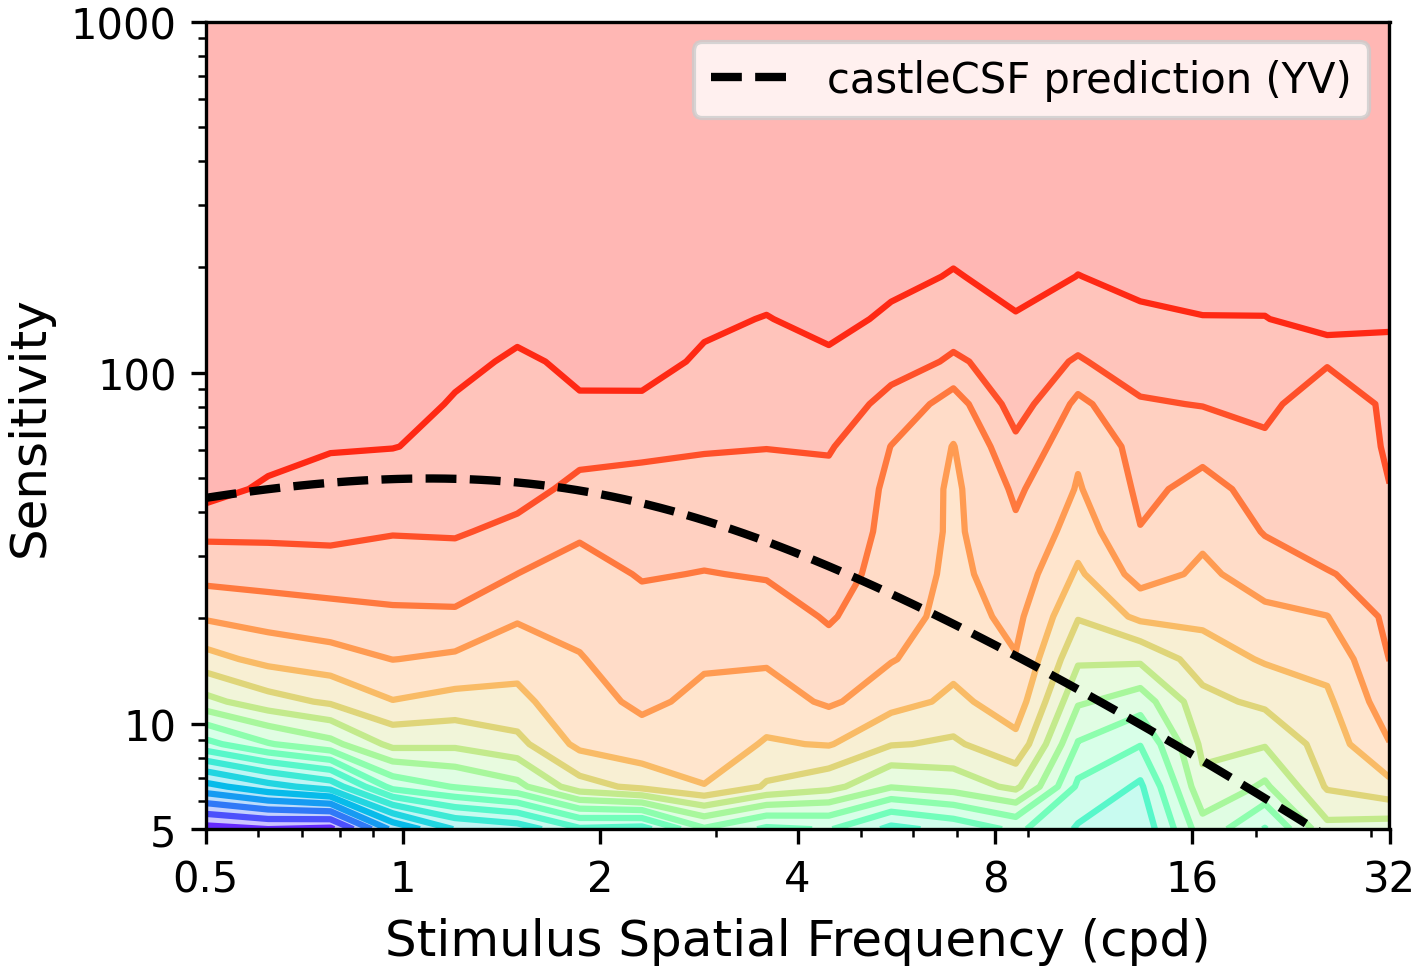 1000
castleCSF prediction (YV)
100
Sensitivity
10
5
0.5 1 2 4 8 16 32
Stimulus Spatial Frequency (cpd)